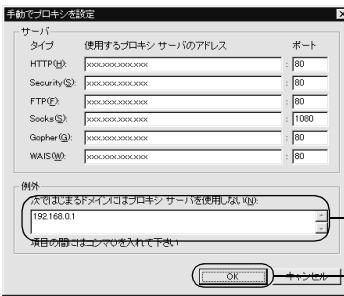 手動でプロキシを設定
サーバ
タイプ 使用するプロキシ サーバのアドレス ポート
HTTP(H): xxx.xxx.xxx.xxx : 80
Security(S): xxx.xxx.xxx.xxx : 80
FTP(F): xxx.xxx.xxx.xxx : 80
Socks(S): xxx.xxx.xxx.xxx : 1080
Gopher(G): xxx.xxx.xxx.xxx : 80
WAIS(W): xxx.xxx.xxx.xxx : 80
例外
次ではじまるドメインにはプロキシ サーバを使用しない(N):
192.168.0.1
項目の間にはコンマ(,)を入れて下さい
OK キャンセル